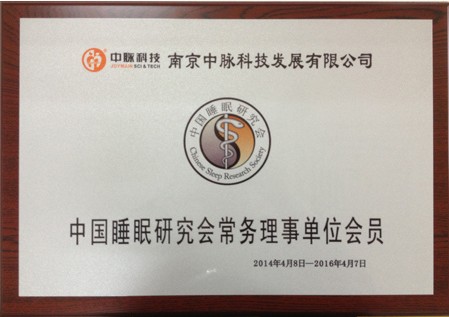 中脉科技 南京中脉科技发展有限公司
JOYMAIN SCI & TECH
中国睡眠研究会
Chinese Sleep Research Society
中国睡眠研究会常务理事单位会员
2014年4月8日—2016年4月7日